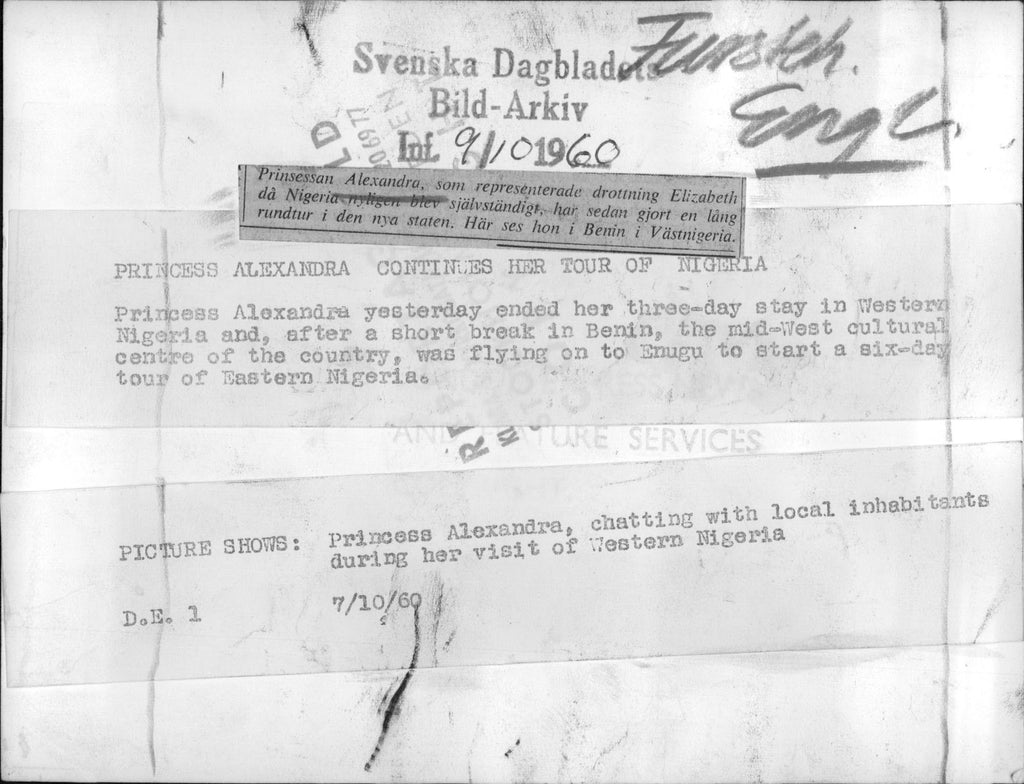 Svenska Dagbladets
Bild-Arkiv
Inf. 9/10 1960
Engl.
Prinsessan Alexandra, som representerade drottning Elizabeth
då Nigeria nyligen blev självständigt, har sedan gjort en lång
rundtur i den nya staten. Här ses hon i Benin i Västnigeria.
PRINCESS ALEXANDRA CONTINUES HER TOUR OF NIGERIA
Princess Alexandra yesterday ended her three-day stay in Western
Nigeria and, after a short break in Benin, the mid-West cultural
centre of the country, was flying on to Enugu to start a six-day
tour of Eastern Nigeria.
SERVICES
PICTURE SHOWS: Princess Alexandra, chatting with local inhabitants
during her visit of Western Nigeria
D.E. 1 7/10/60